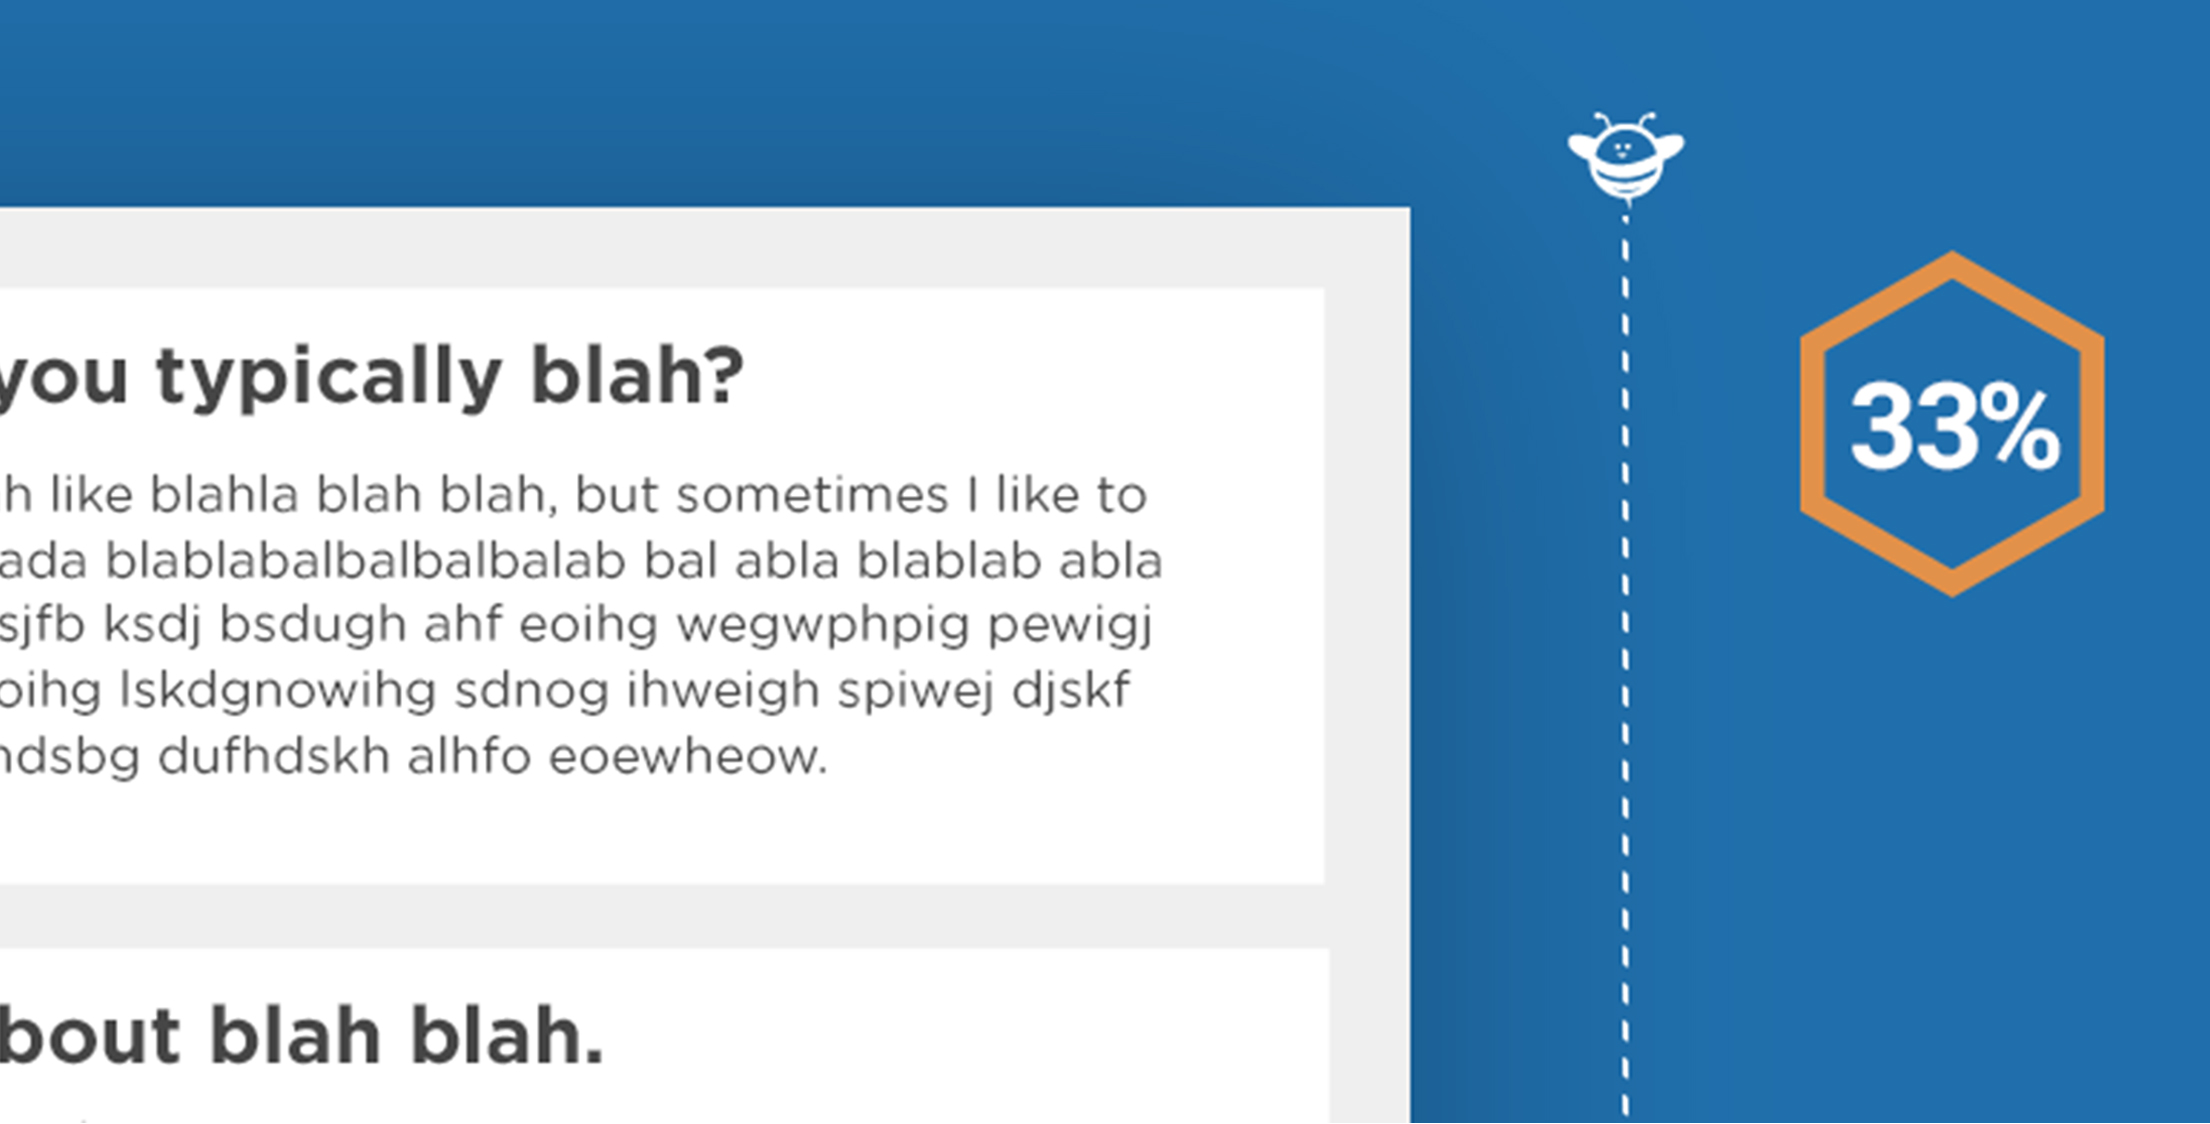 you typically blah?
h like blahla blah blah, but sometimes I like to
ada blablabalbalbalbalab bal abla blablab abla
sjfb ksdj bsdugh ahf eoihg wegwphpig pewigj
oihg lskdgnowihg sdnog ihweigh spiwej djskf
ndsbg dufhdskh alhfo eoewheow.
bout blah blah.
33%